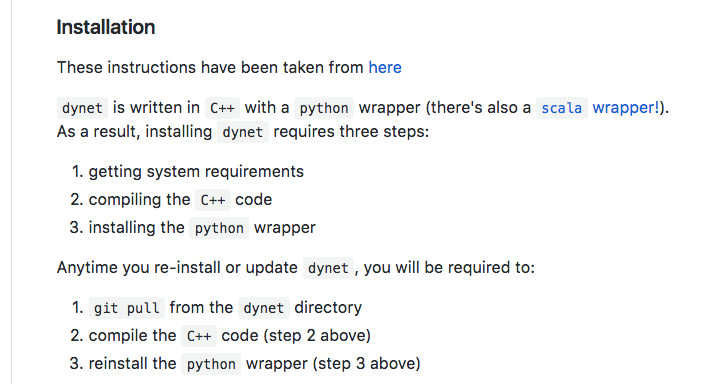 Installation
These instructions have been taken from here
dynet is written in C++ with a python wrapper (there's also a scala wrapper!).
As a result, installing dynet requires three steps:
1. getting system requirements
2. compiling the C++ code
3. installing the python wrapper
Anytime you re-install or update dynet, you will be required to:
1. git pull from the dynet directory
2. compile the C++ code (step 2 above)
3. reinstall the python wrapper (step 3 above)